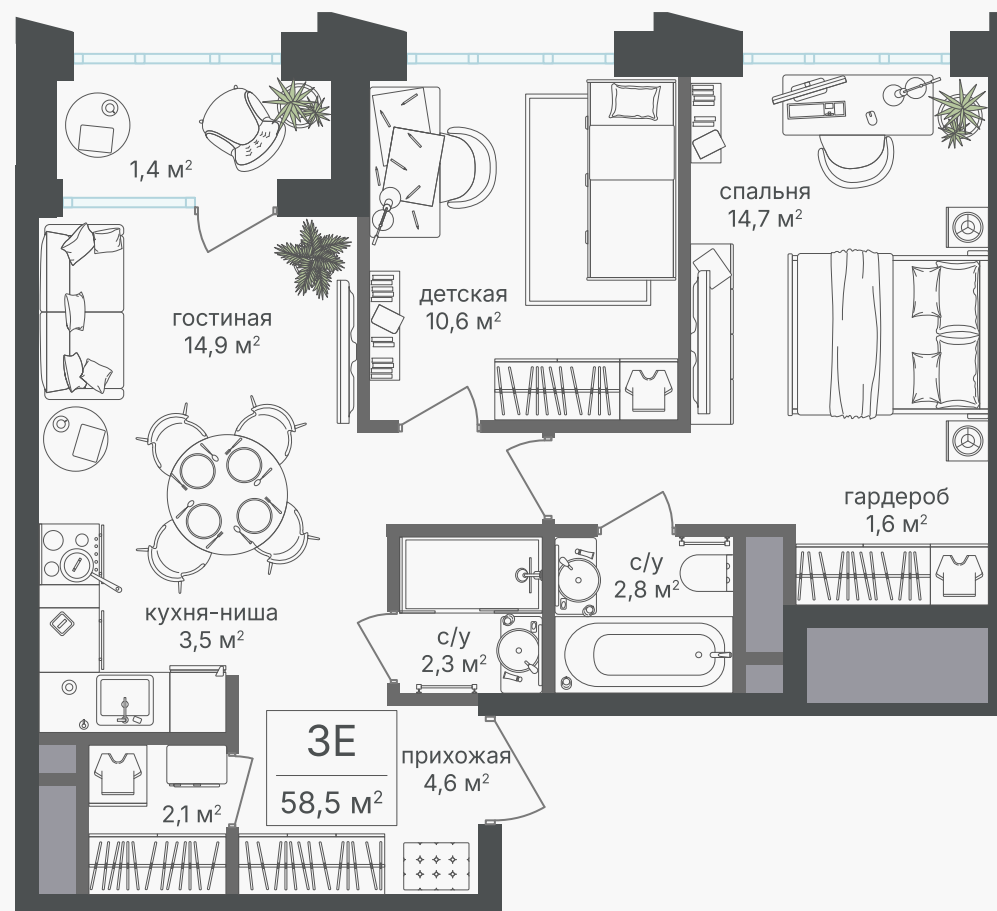 1,4 м²
спальня
14,7 м²
детская
10,6 м²
гостиная
14,9 м²
гардероб
1,6 м²
с/у
2,8 м²
кухня-ниша
3,5 м²
с/у
2,3 м²
3Е
58,5 м²
прихожая
4,6 м²
2,1 м²